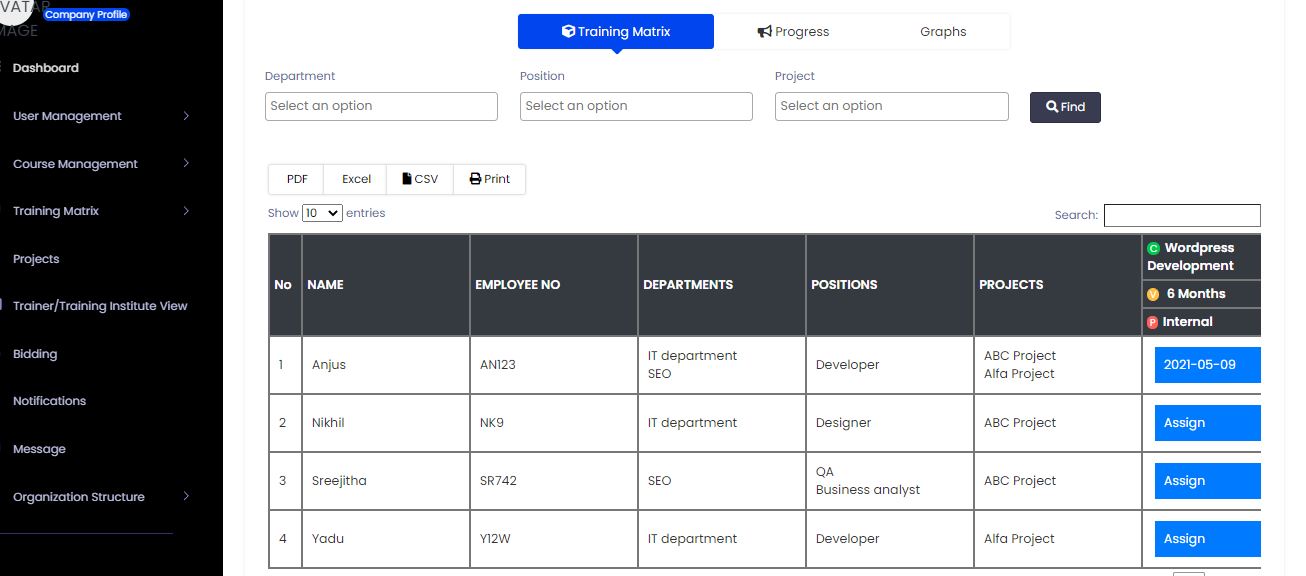 VATAR
MAGE
Company Profile
Dashboard
User Management
Course Management
Training Matrix
Projects
Trainer/Training Institute View
Bidding
Notifications
Message
Organization Structure
Training Matrix Progress Graphs
Department Position Project
Select an option Select an option Select an option Find
PDF Excel CSV Print
Show 10 entries Search:
No NAME EMPLOYEE NO DEPARTMENTS POSITIONS PROJECTS
C Wordpress
Development
V 6 Months
P Internal
1 Anjus AN123 IT department Developer ABC Project 2021-05-09
SEO Alfa Project
2 Nikhil NK9 IT department Designer ABC Project Assign
3 Sreejitha SR742 SEO QA ABC Project Assign
Business analyst
4 Yadu Y12W IT department Developer Alfa Project Assign